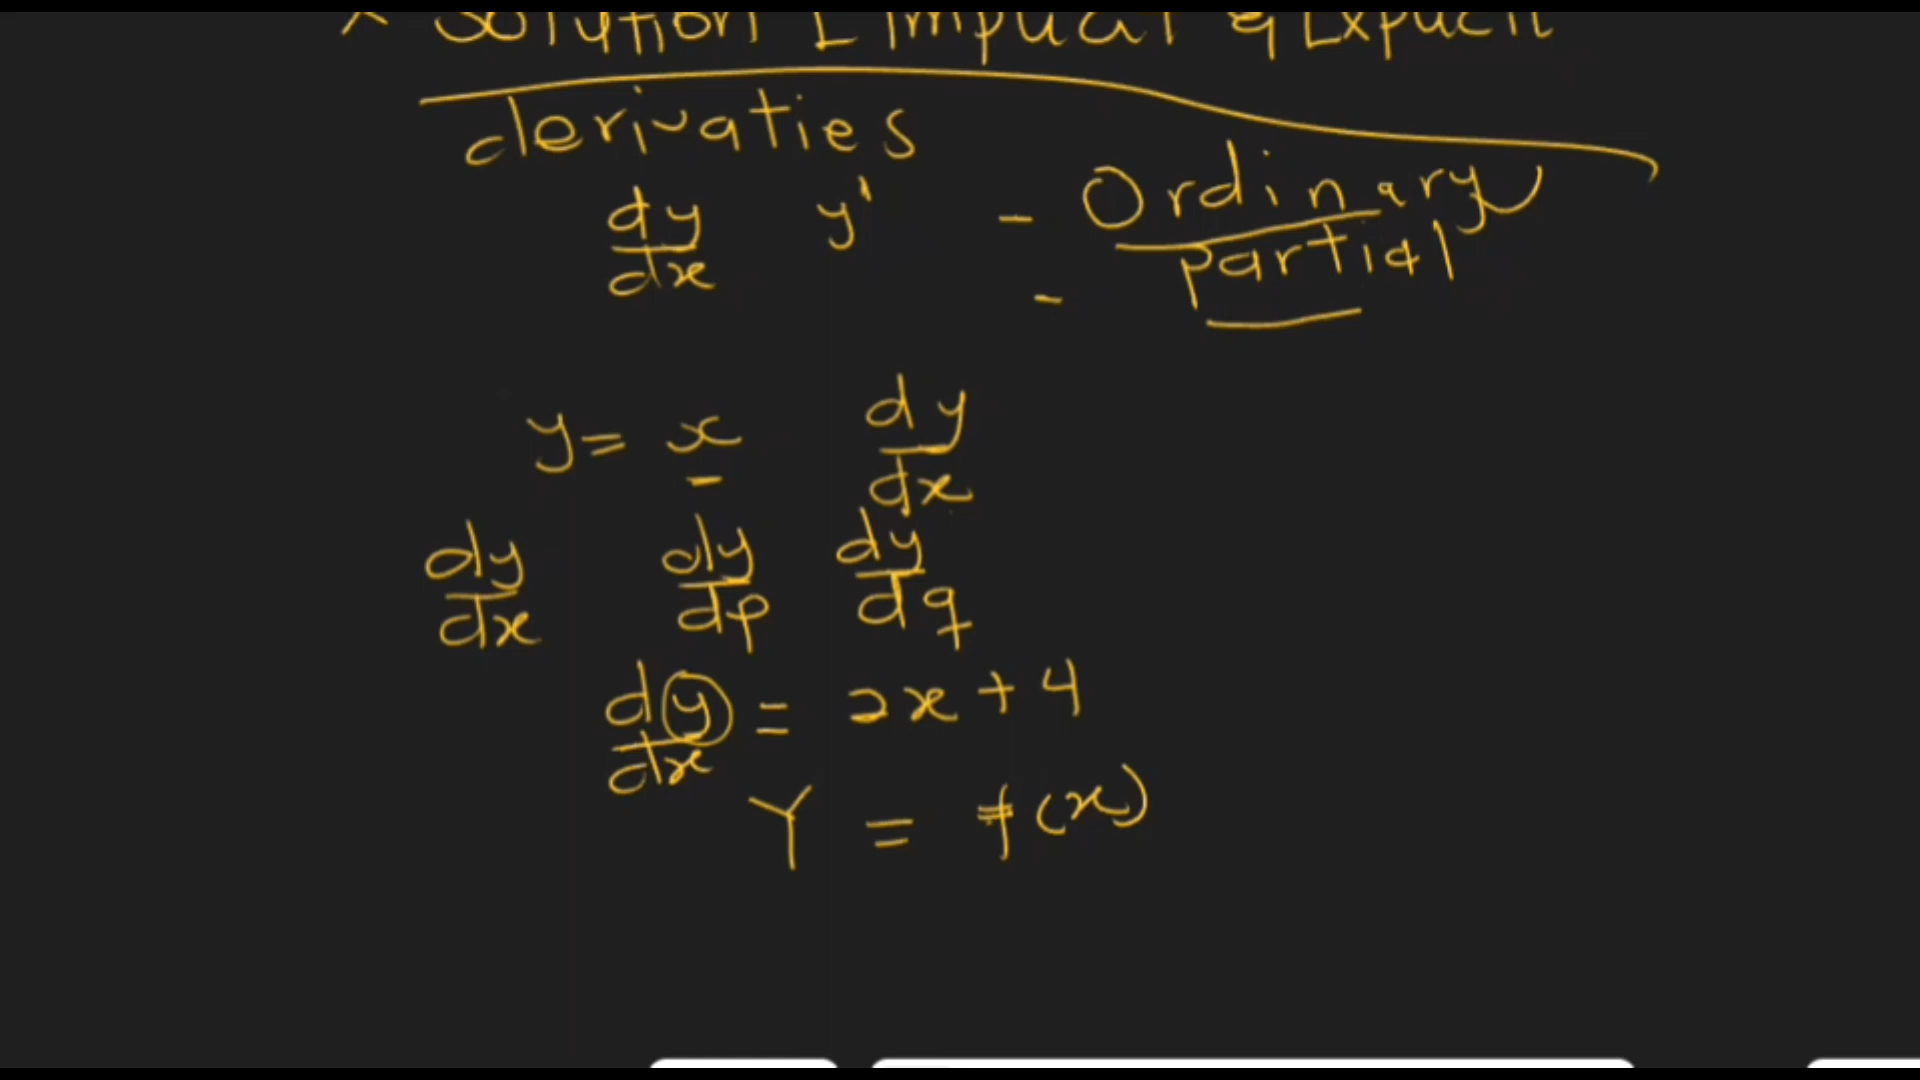 Solution [Implicit & Explicit
derivaties
dy/dx y' - Ordinary
- partial
y = x dy/dx
dy/dx dy/dp dy/dq
dy/dx = 2x + 4
Y = f(x)